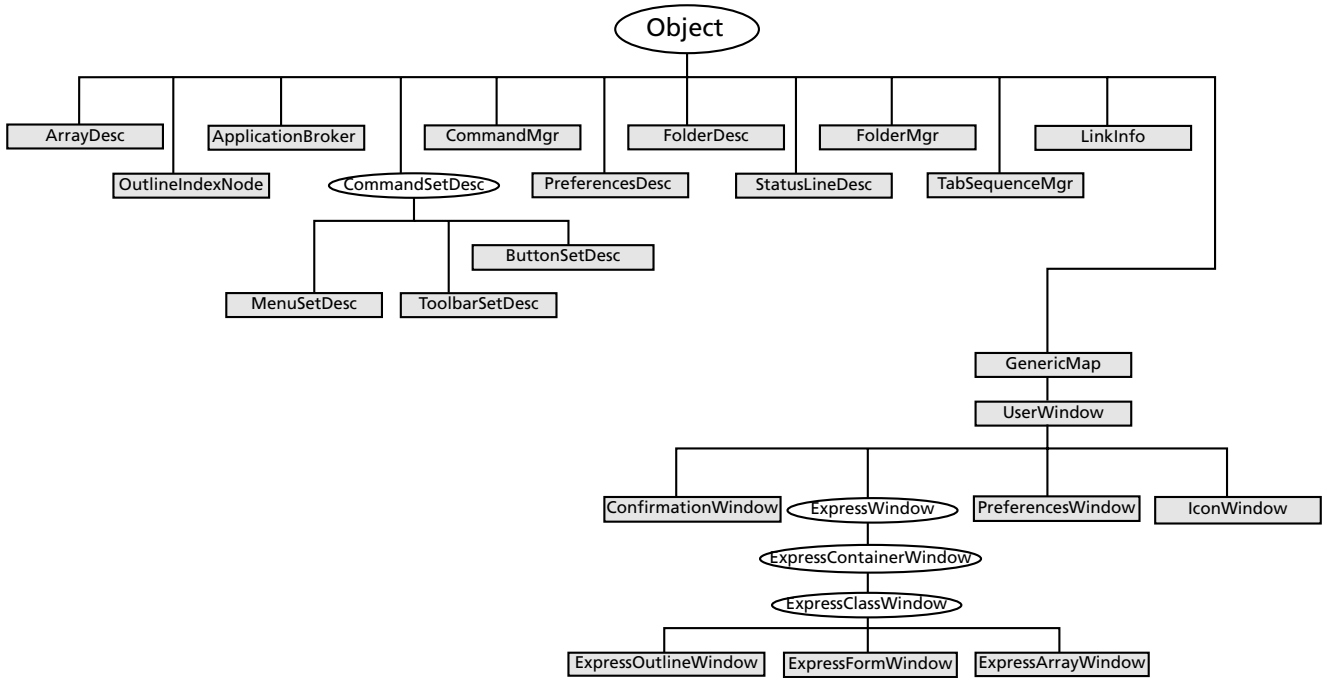 Object
ArrayDesc
ApplicationBroker
CommandMgr
FolderDesc
FolderMgr
LinkInfo
OutlineIndexNode
CommandSetDesc
PreferencesDesc
StatusLineDesc
TabSequenceMgr
ButtonSetDesc
MenuSetDesc
ToolbarSetDesc
GenericMap
UserWindow
ConfirmationWindow
ExpressWindow
PreferencesWindow
IconWindow
ExpressContainerWindow
ExpressClassWindow
ExpressOutlineWindow
ExpressFormWindow
ExpressArrayWindow